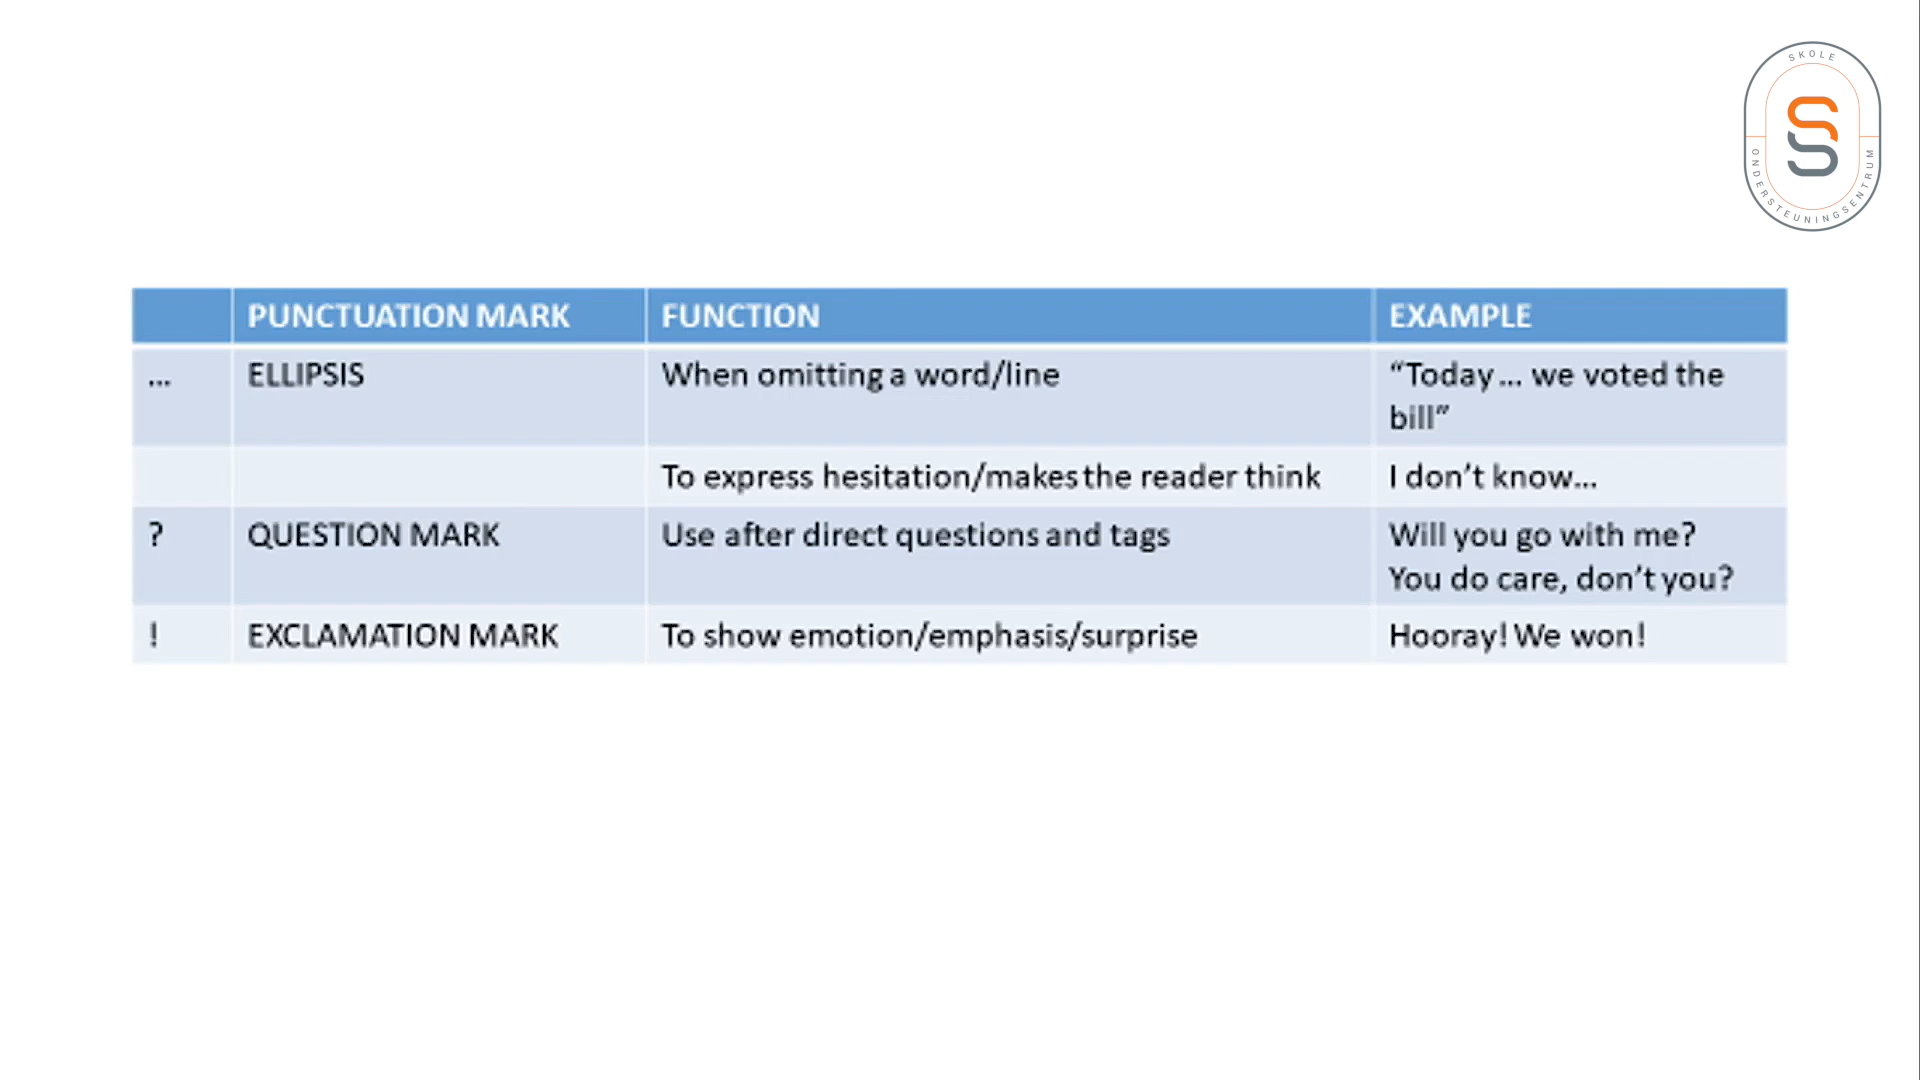 SKOLE
ONDERSTEUNINGSENTRUM
PUNCTUATION MARK FUNCTION EXAMPLE
... ELLIPSIS When omitting a word/line “Today ... we voted the
bill”
To express hesitation/makes the reader think I don’t know...
? QUESTION MARK Use after direct questions and tags Will you go with me?
You do care, don’t you?
! EXCLAMATION MARK To show emotion/emphasis/surprise Hooray! We won!